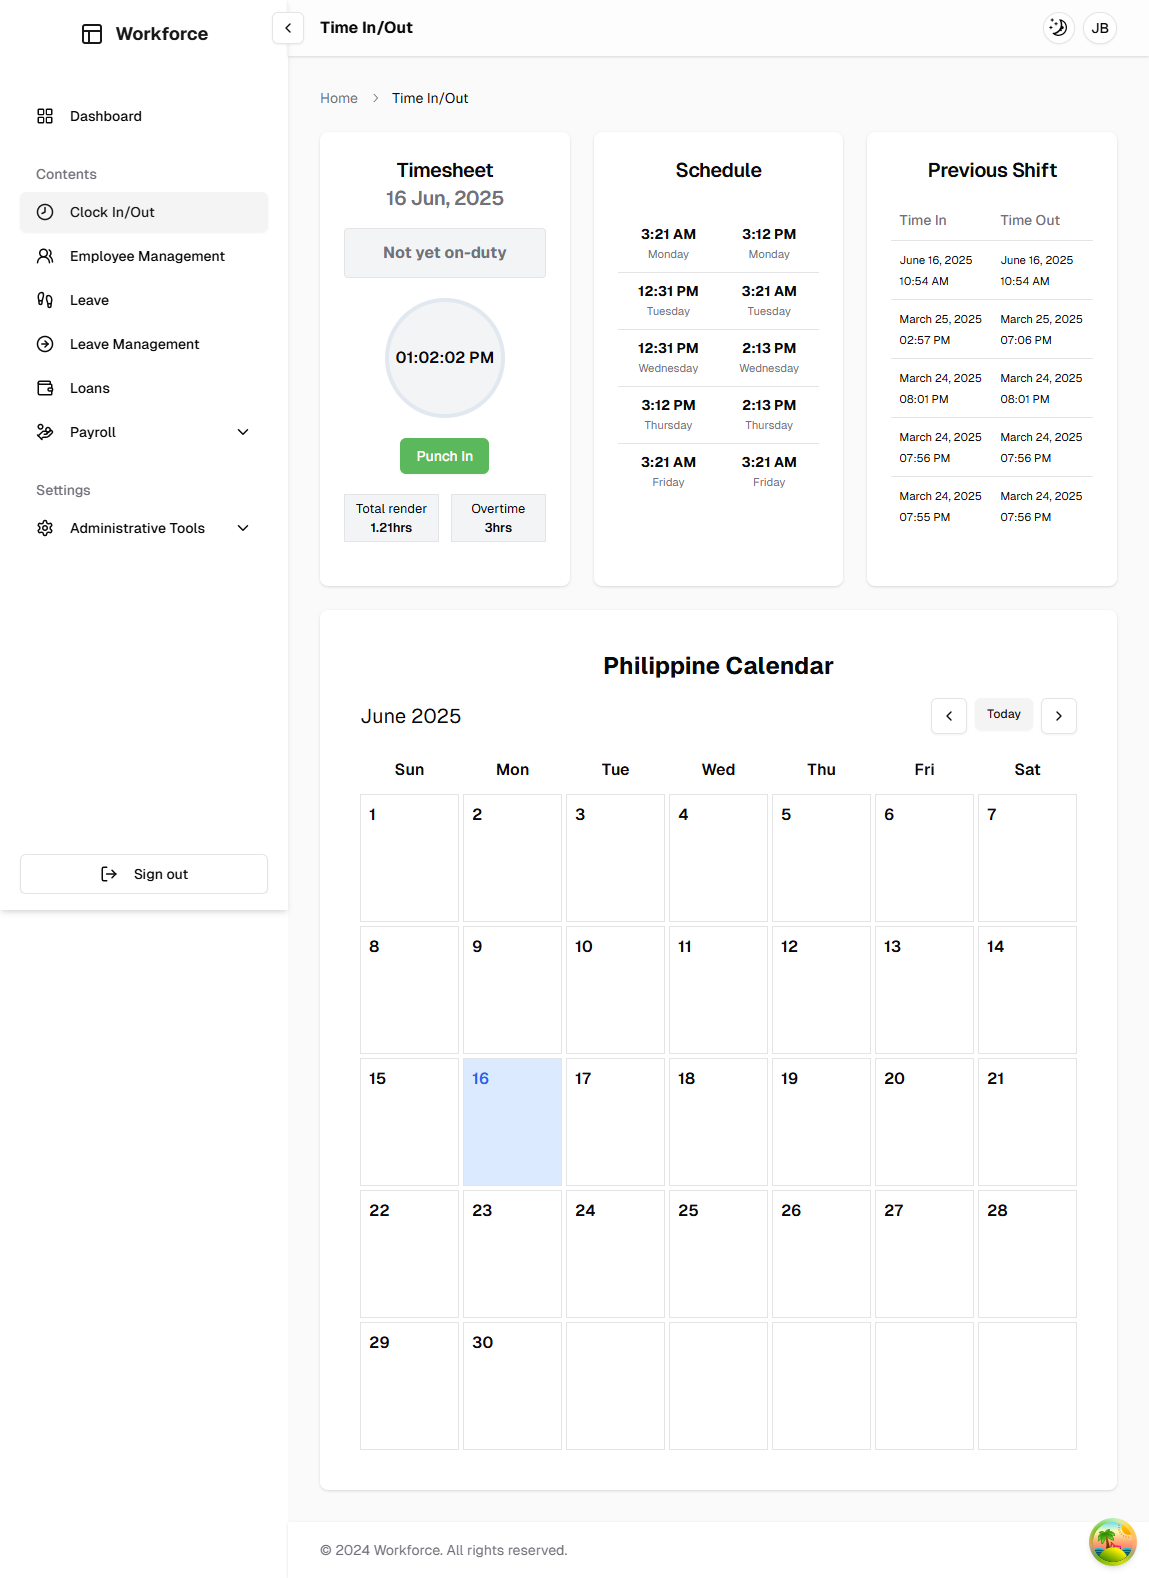 Workforce
Time In/Out
JB
Dashboard
Contents
Clock In/Out
Employee Management
Leave
Leave Management
Loans
Payroll
Settings
Administrative Tools
Sign out
Home
Time In/Out
Timesheet
16 Jun, 2025
Not yet on-duty
01:02:02 PM
Punch In
Total render
1.21hrs
Overtime
3hrs
Schedule
3:21 AM 3:12 PM
Monday Monday
12:31 PM 3:21 AM
Tuesday Tuesday
12:31 PM 2:13 PM
Wednesday Wednesday
3:12 PM 2:13 PM
Thursday Thursday
3:21 AM 3:21 AM
Friday Friday
Previous Shift
Time In Time Out
June 16, 2025 June 16, 2025
10:54 AM 10:54 AM
March 25, 2025 March 25, 2025
02:57 PM 07:06 PM
March 24, 2025 March 24, 2025
08:01 PM 08:01 PM
March 24, 2025 March 24, 2025
07:56 PM 07:56 PM
March 24, 2025 March 24, 2025
07:55 PM 07:56 PM
Philippine Calendar
June 2025
Today
Sun Mon Tue Wed Thu Fri Sat
1 2 3 4 5 6 7
8 9 10 11 12 13 14
15 16 17 18 19 20 21
22 23 24 25 26 27 28
29 30
© 2024 Workforce. All rights reserved.